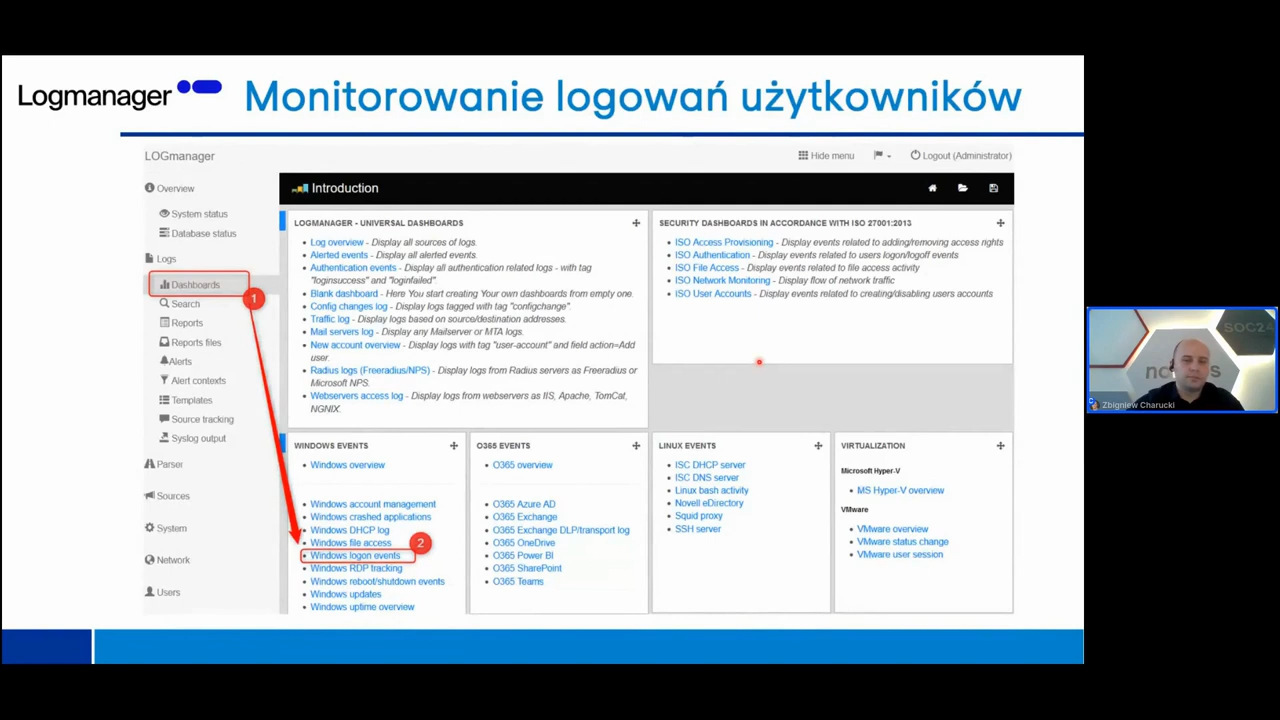 Logmanager
Monitorowanie logowań użytkowników
LOGmanager
Hide menu
Logout (Administrator)
Overview
System status
Database status
Logs
Dashboards
1
Search
Reports
Reports files
Alerts
Alert contexts
Templates
Source tracking
Syslog output
Parser
Sources
System
Network
Users
Introduction
LOGMANAGER - UNIVERSAL DASHBOARDS
Log overview - Display all sources of logs.
Alerted events - Display all alerted events.
Authentication events - Display all authentication related logs - with tag
"loginsuccess" and "loginfailed".
Blank dashboard - Here You start creating Your own dashboards from empty one.
Config changes log - Display logs tagged with tag "configchange".
Traffic log - Display logs based on source/destination addresses.
Mail servers log - Display any Mailserver or MTA logs.
New account overview - Display logs with tag "user-account" and field action=Add
user.
Radius logs (Freeradius/NPS) - Display logs from Radius servers as Freeradius or
Microsoft NPS.
Webservers access log - Display logs from webservers as IIS, Apache, TomCat,
NGNIX.
SECURITY DASHBOARDS IN ACCORDANCE WITH ISO 27001:2013
ISO Access Provisioning - Display events related to adding/removing access rights
ISO Authentication - Display events related to users logon/logoff events
ISO File Access - Display events related to file access activity
ISO Network Monitoring - Display flow of network traffic
ISO User Accounts - Display events related to creating/disabling users accounts
WINDOWS EVENTS
Windows overview
Windows account management
Windows crashed applications
Windows DHCP log
Windows file access
2
Windows logon events
Windows RDP tracking
Windows reboot/shutdown events
Windows updates
Windows uptime overview
O365 EVENTS
O365 overview
O365 Azure AD
O365 Exchange
O365 Exchange DLP/transport log
O365 OneDrive
O365 Power BI
O365 SharePoint
O365 Teams
LINUX EVENTS
ISC DHCP server
ISC DNS server
Linux bash activity
Novell eDirectory
Squid proxy
SSH server
VIRTUALIZATION
Microsoft Hyper-V
MS Hyper-V overview
VMware
VMware overview
VMware status change
VMware user session
SOC24
Zbigniew Charucki